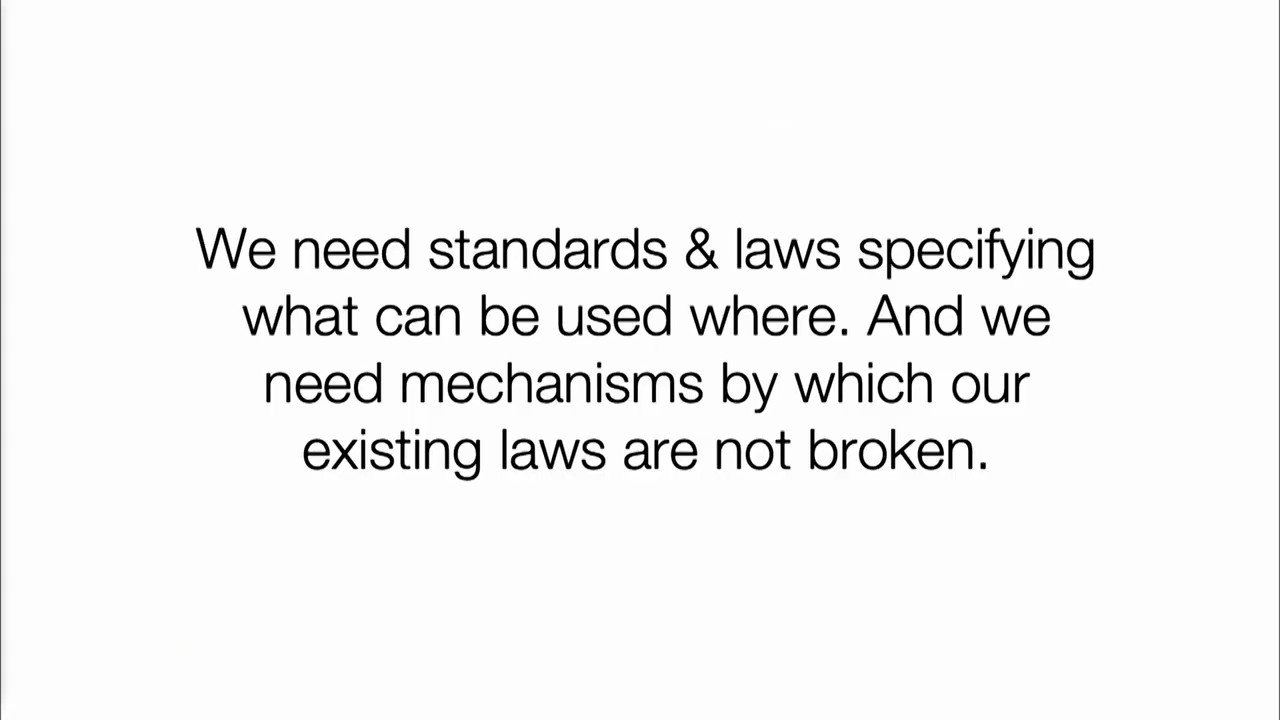 We need standards & laws specifying
what can be used where. And we
need mechanisms by which our
existing laws are not broken.